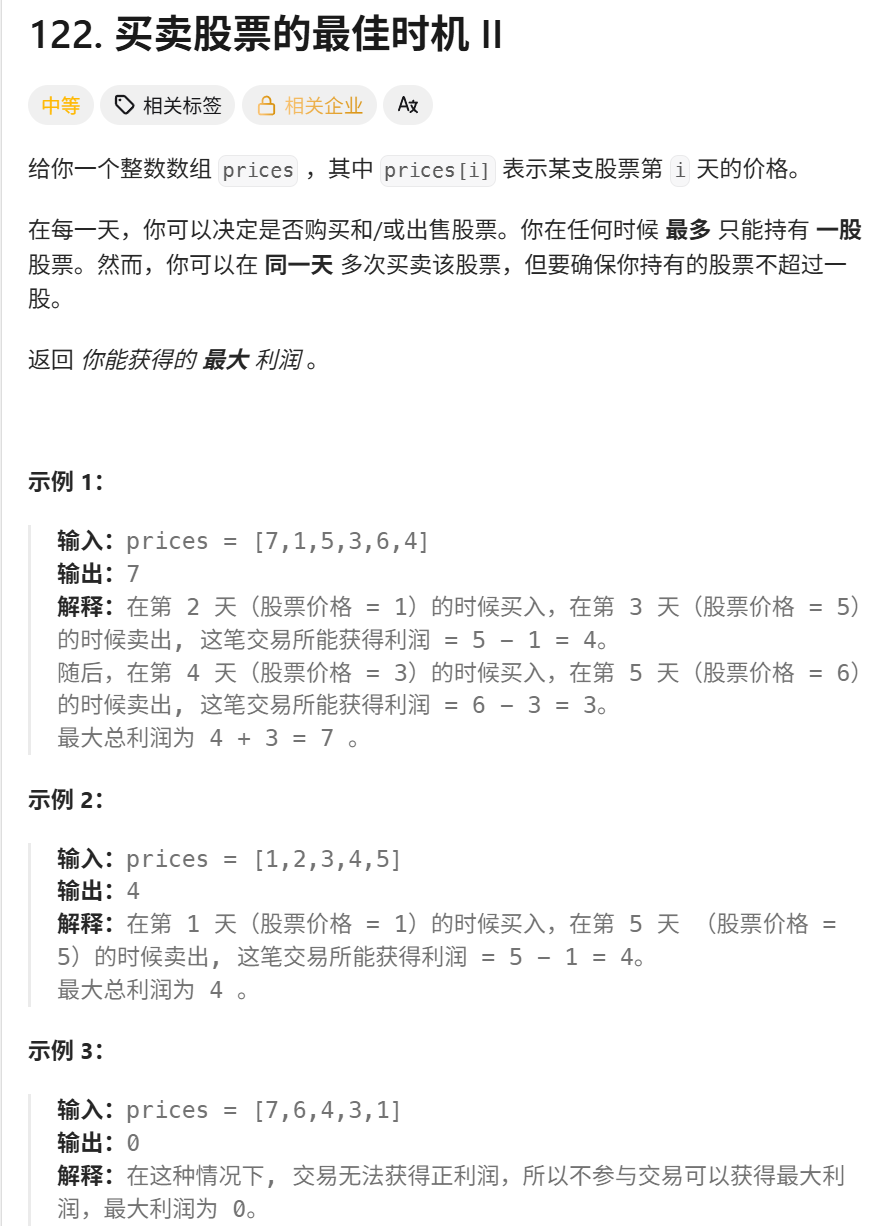 122. 买卖股票的最佳时机 II
中等 相关标签 相关企业 Aあ
给你一个整数数组 prices ，其中 prices[i] 表示某支股票第 i 天的价格。
在每一天，你可以决定是否购买和/或出售股票。你在任何时候 最多 只能持有 一股
股票。然而，你可以在 同一天 多次买卖该股票，但要确保你持有的股票不超过一
股。
返回 你能获得的 最大 利润 。
示例 1：
输入：prices = [7,1,5,3,6,4]
输出：7
解释：在第 2 天（股票价格 = 1）的时候买入，在第 3 天（股票价格 = 5）
的时候卖出, 这笔交易所能获得利润 = 5 - 1 = 4。
随后，在第 4 天（股票价格 = 3）的时候买入，在第 5 天（股票价格 = 6）
的时候卖出, 这笔交易所能获得利润 = 6 - 3 = 3。
最大总利润为 4 + 3 = 7 。
示例 2：
输入：prices = [1,2,3,4,5]
输出：4
解释：在第 1 天（股票价格 = 1）的时候买入，在第 5 天 （股票价格 =
5）的时候卖出, 这笔交易所能获得利润 = 5 - 1 = 4。
最大总利润为 4 。
示例 3：
输入：prices = [7,6,4,3,1]
输出：0
解释：在这种情况下, 交易无法获得正利润，所以不参与交易可以获得最大利
润，最大利润为 0。